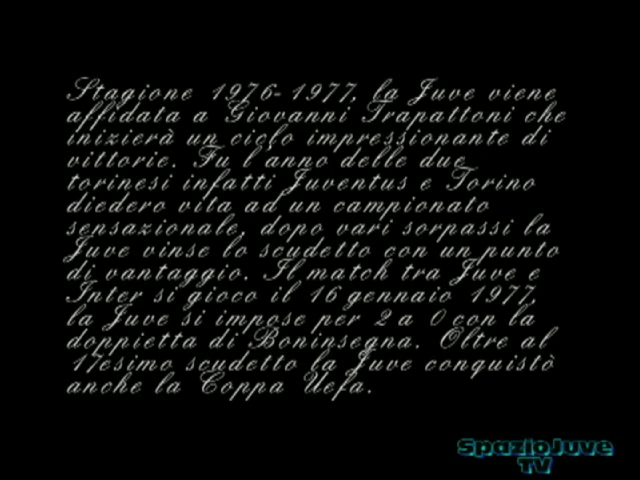 Stagione 1976-1977, la Juve viene
affidata a Giovanni Trapattoni che
inizierà un ciclo impressionante di
vittorie. Fu l'anno delle due
torinesi infatti Juventus e Torino
diedero vita ad un campionato
sensazionale, dopo vari sorpassi la
Juve vinse lo scudetto con un punto
di vantaggio. Il match tra Juve e
Inter si gioco il 16 gennaio 1977,
la Juve si impose per 2 a 0 con la
doppietta di Boninsegna. Oltre al
17esimo scudetto la Juve conquistò
anche la Coppa Uefa.
SpazioJuve
TV